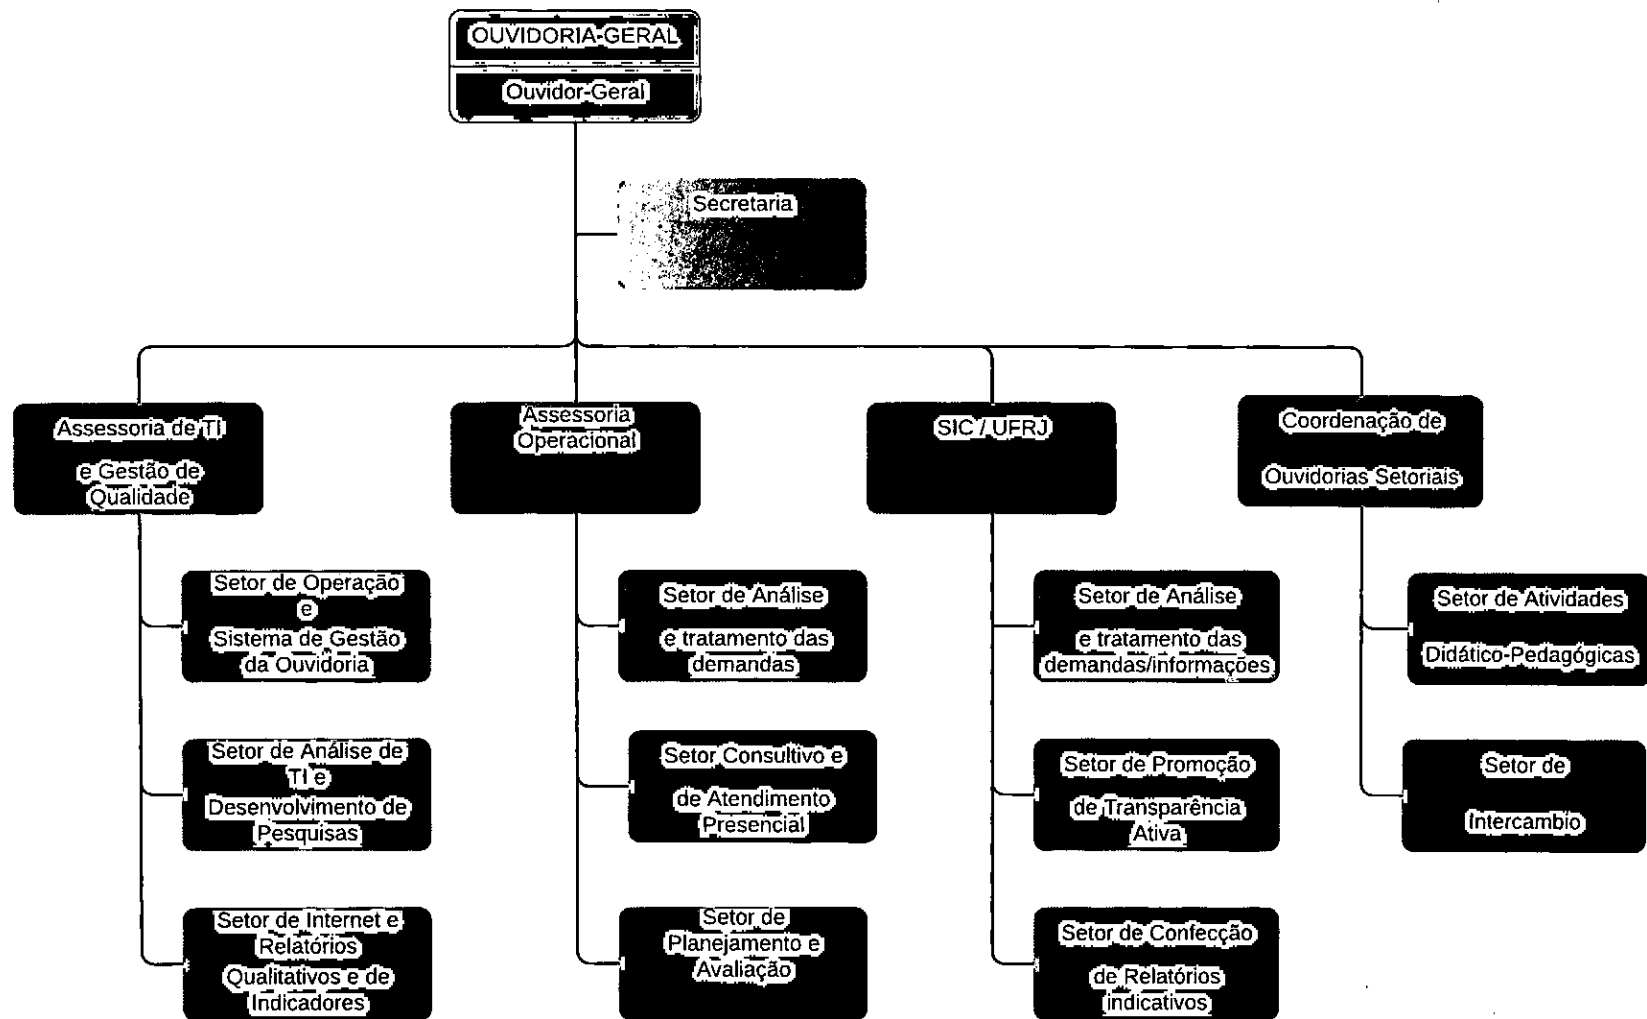 OUVIDORIA-GERAL
Ouvidor-Geral
Secretaria
Assessoria de TI
e Gestão de
Qualidade
Assessoria
Operacional
SIC / UFRJ
Coordenação de
Ouvidorias Setoriais
Setor de Operação
e
Sistema de Gestão
da Ouvidoria
Setor de Análise
e tratamento das
demandas
Setor de Análise
e tratamento das
demandas/informações
Setor de Atividades
Didático-Pedagógicas
Setor de Análise de
TI e
Desenvolvimento de
Pesquisas
Setor Consultivo e
de Atendimento
Presencial
Setor de Promoção
de Transparência
Ativa
Setor de
Intercambio
Setor de Internet e
Relatórios
Qualitativos e de
Indicadores
Setor de
Planejamento e
Avaliação
Setor de Confecção
de Relatórios
indicativos